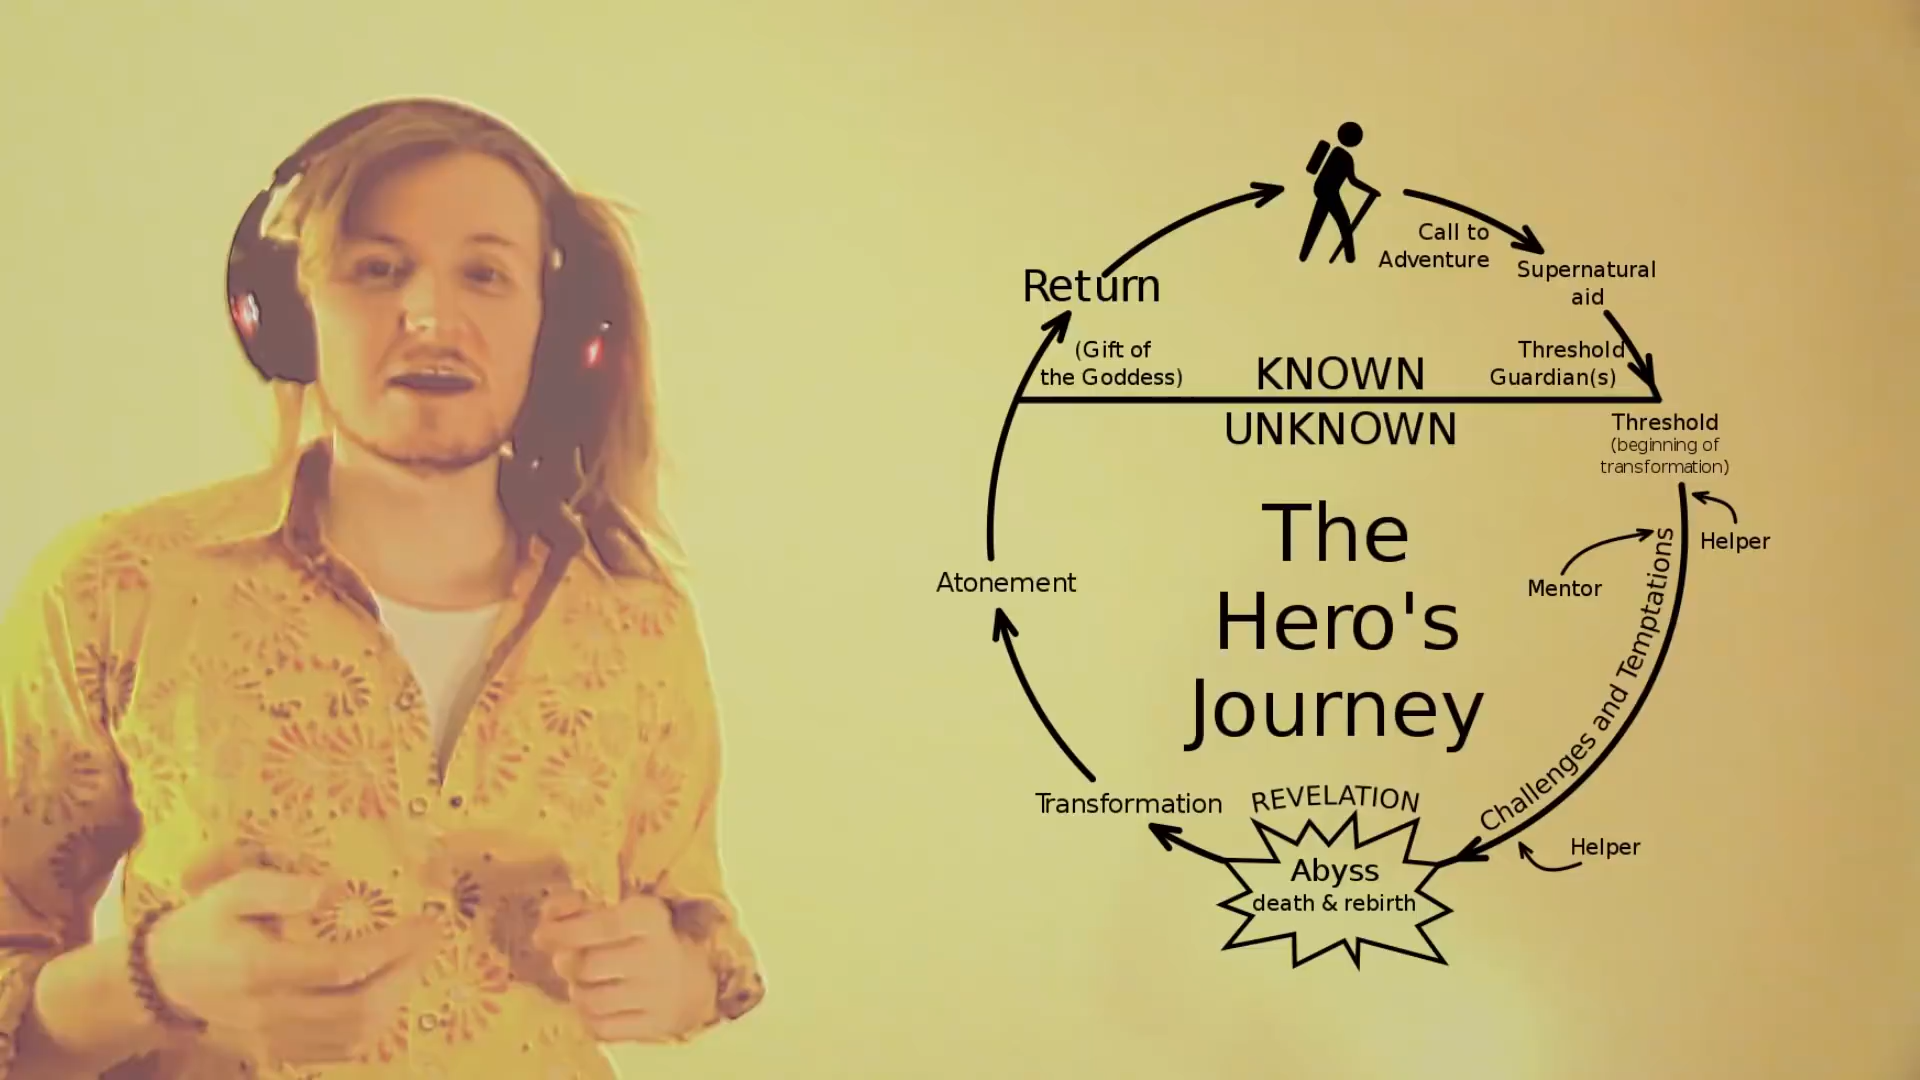 Call to
Adventure
Supernatural
aid
Return
(Gift of
the Goddess)
KNOWN
Threshold
Guardian(s)
UNKNOWN
Threshold
(beginning of
transformation)
The
Hero's
Journey
Helper
Mentor
Atonement
Challenges and Temptations
Transformation
REVELATION
Helper
Abyss
death & rebirth